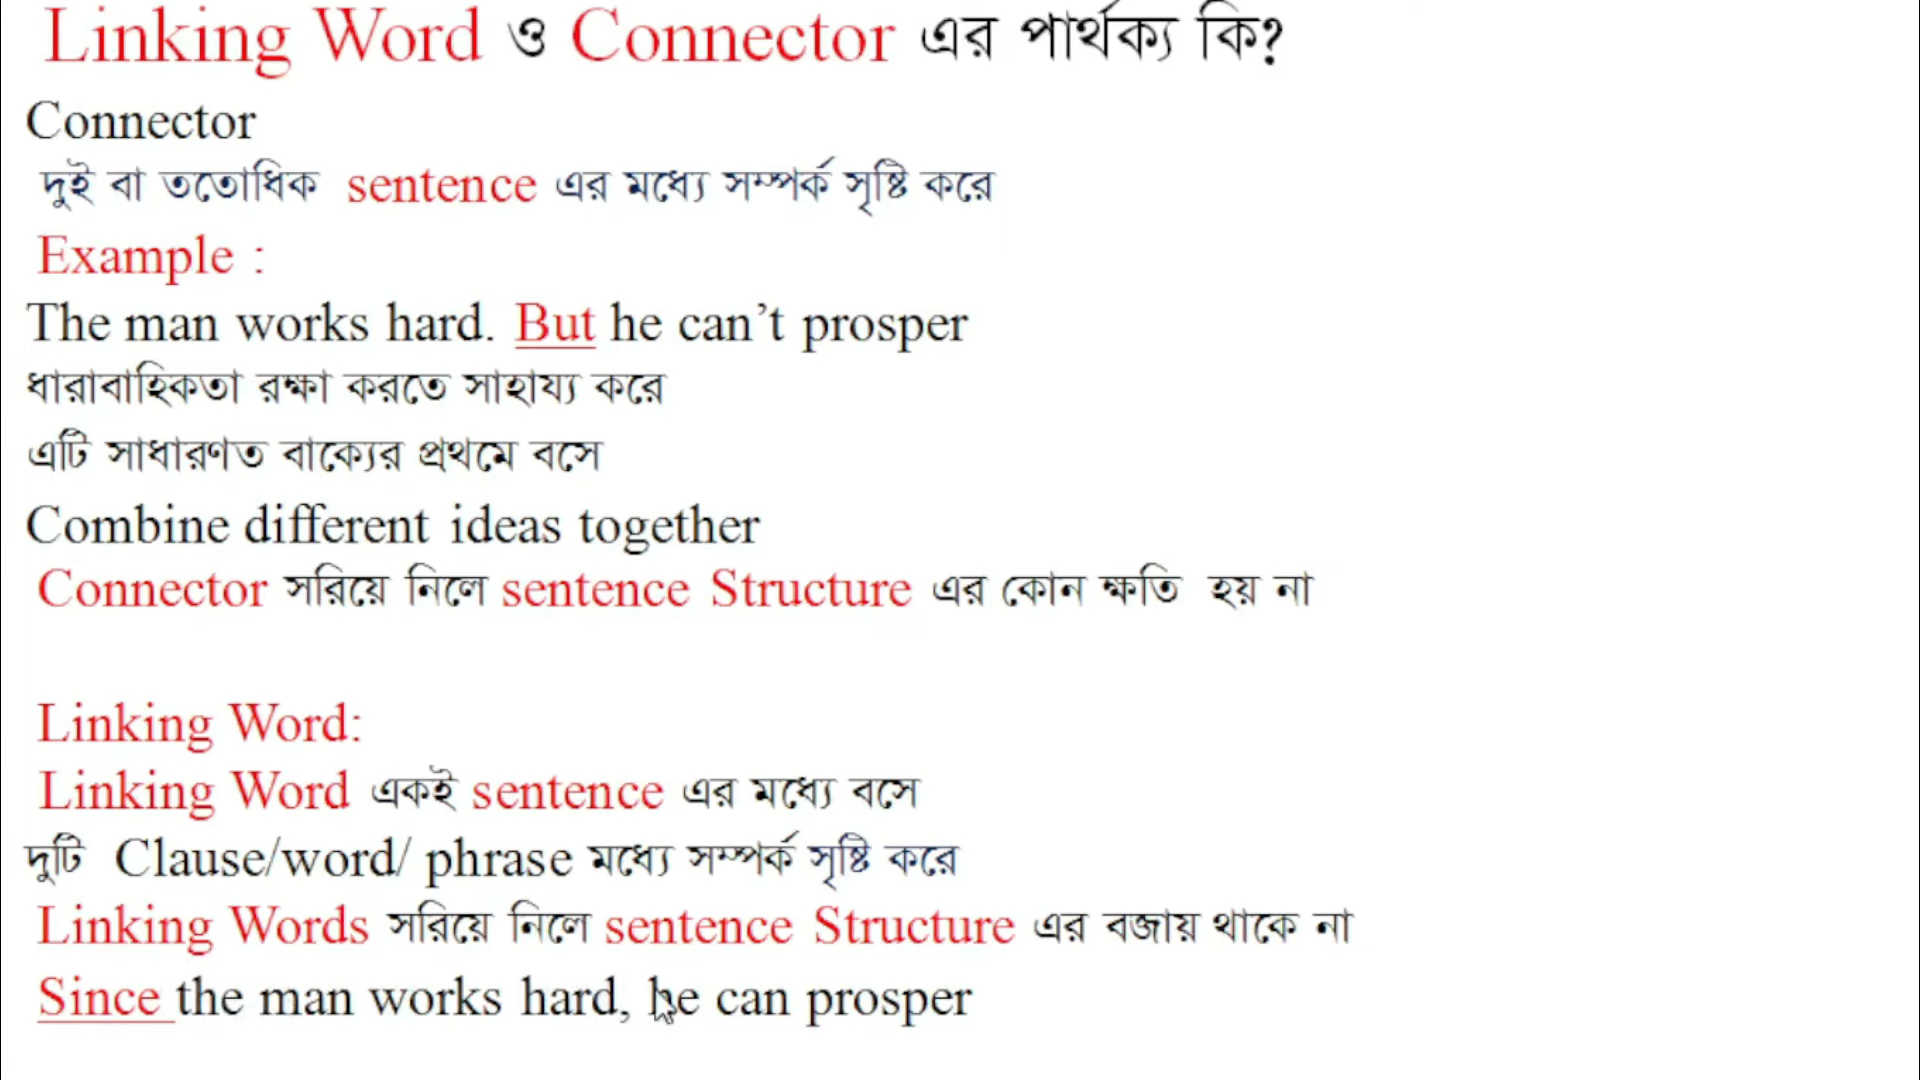 Linking Word ও Connector এর পার্থক্য কি?
Connector
দুই বা ততোধিক sentence এর মধ্যে সম্পর্ক সৃষ্টি করে
Example :
The man works hard. But he can’t prosper
ধারাবাহিকতা রক্ষা করতে সাহায্য করে
এটি সাধারণত বাক্যের প্রথমে বসে
Combine different ideas together
Connector সরিয়ে নিলে sentence Structure এর কোন ক্ষতি হয় না
Linking Word:
Linking Word একই sentence এর মধ্যে বসে
দুটি Clause/word/ phrase মধ্যে সম্পর্ক সৃষ্টি করে
Linking Words সরিয়ে নিলে sentence Structure এর বজায় থাকে না
Since the man works hard, he can prosper